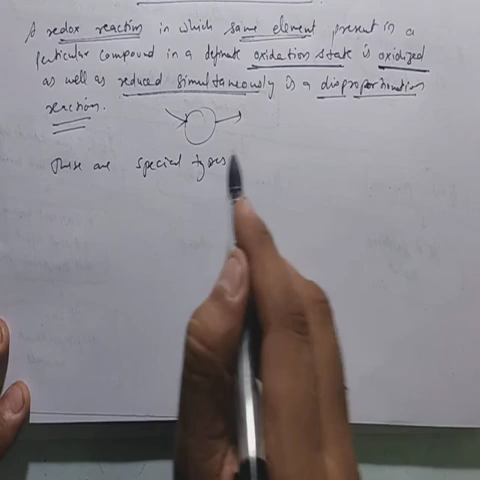 A redox reaction in which same element present in a
perticular compound in a definite oxidation state is oxidized
as well as reduced simultaneously is a disproportionation
reaction.
These are special types